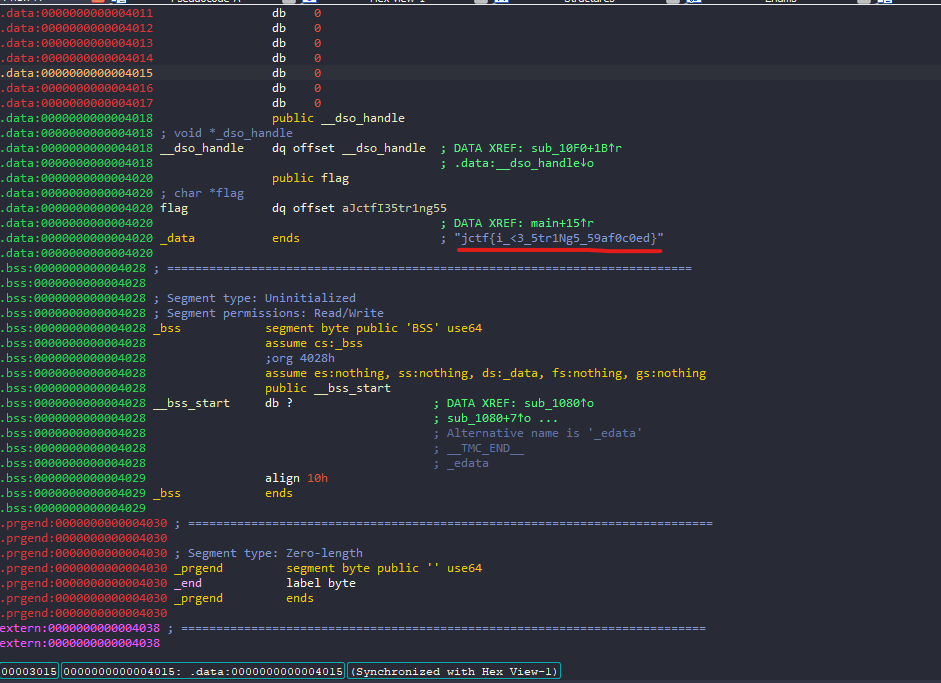 .data:0000000000004011 db 0
.data:0000000000004012 db 0
.data:0000000000004013 db 0
.data:0000000000004014 db 0
.data:0000000000004015 db 0
.data:0000000000004016 db 0
.data:0000000000004017 db 0
.data:0000000000004018 public __dso_handle
.data:0000000000004018 ; void *_dso_handle
.data:0000000000004018 __dso_handle dq offset __dso_handle ; DATA XREF: sub_10F0+1B↑r
.data:0000000000004018 ; .data:__dso_handle↓o
.data:0000000000004020 public flag
.data:0000000000004020 ; char *flag
.data:0000000000004020 flag dq offset aJctfI35tr1ng55
.data:0000000000004020 ; DATA XREF: main+15↑r
.data:0000000000004020 _data ends ; "jctf{i_<3_5tr1Ng5_59af0c0ed}"
.data:0000000000004020
.bss:0000000000004028 ; ===========================================================================
.bss:0000000000004028
.bss:0000000000004028 ; Segment type: Uninitialized
.bss:0000000000004028 ; Segment permissions: Read/Write
.bss:0000000000004028 _bss segment byte public 'BSS' use64
.bss:0000000000004028 assume cs:_bss
.bss:0000000000004028 ;org 4028h
.bss:0000000000004028 assume es:nothing, ss:nothing, ds:_data, fs:nothing, gs:nothing
.bss:0000000000004028 public __bss_start
.bss:0000000000004028 __bss_start db ? ; DATA XREF: sub_1080↑o
.bss:0000000000004028 ; sub_1080+7↑o ...
.bss:0000000000004028 ; Alternative name is '_edata'
.bss:0000000000004028 ; __TMC_END__
.bss:0000000000004028 ; _edata
.bss:0000000000004029 align 10h
.bss:0000000000004029 _bss ends
.bss:0000000000004029
.prgend:0000000000004030 ; ===========================================================================
.prgend:0000000000004030
.prgend:0000000000004030 ; Segment type: Zero-length
.prgend:0000000000004030 _prgend segment byte public '' use64
.prgend:0000000000004030 _end label byte
.prgend:0000000000004030 _prgend ends
.prgend:0000000000004030
extern:0000000000004038 ; ===========================================================================
extern:0000000000004038
00003015 0000000000004015: .data:0000000000004015 (Synchronized with Hex View-1)